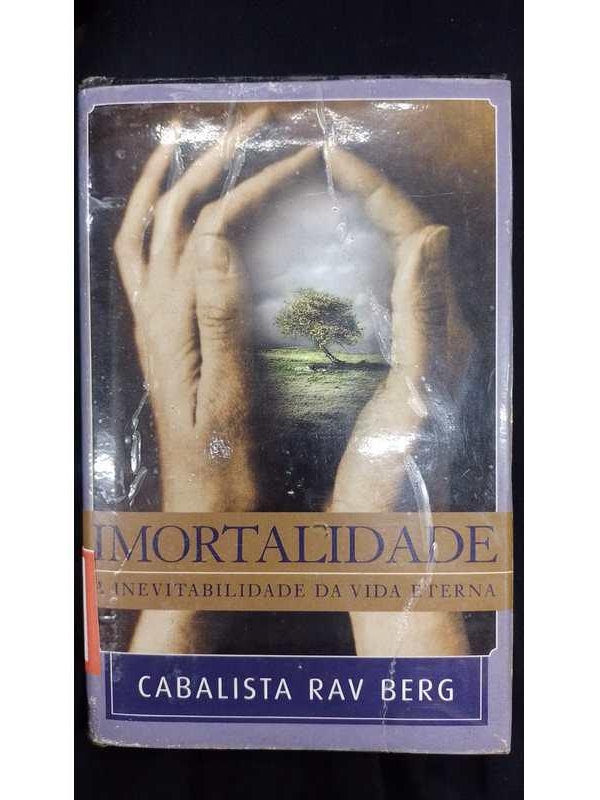 IMORTALIDADE
INEVITABILIDADE DA VIDA ETERNA
CABALISTA RAV BERG